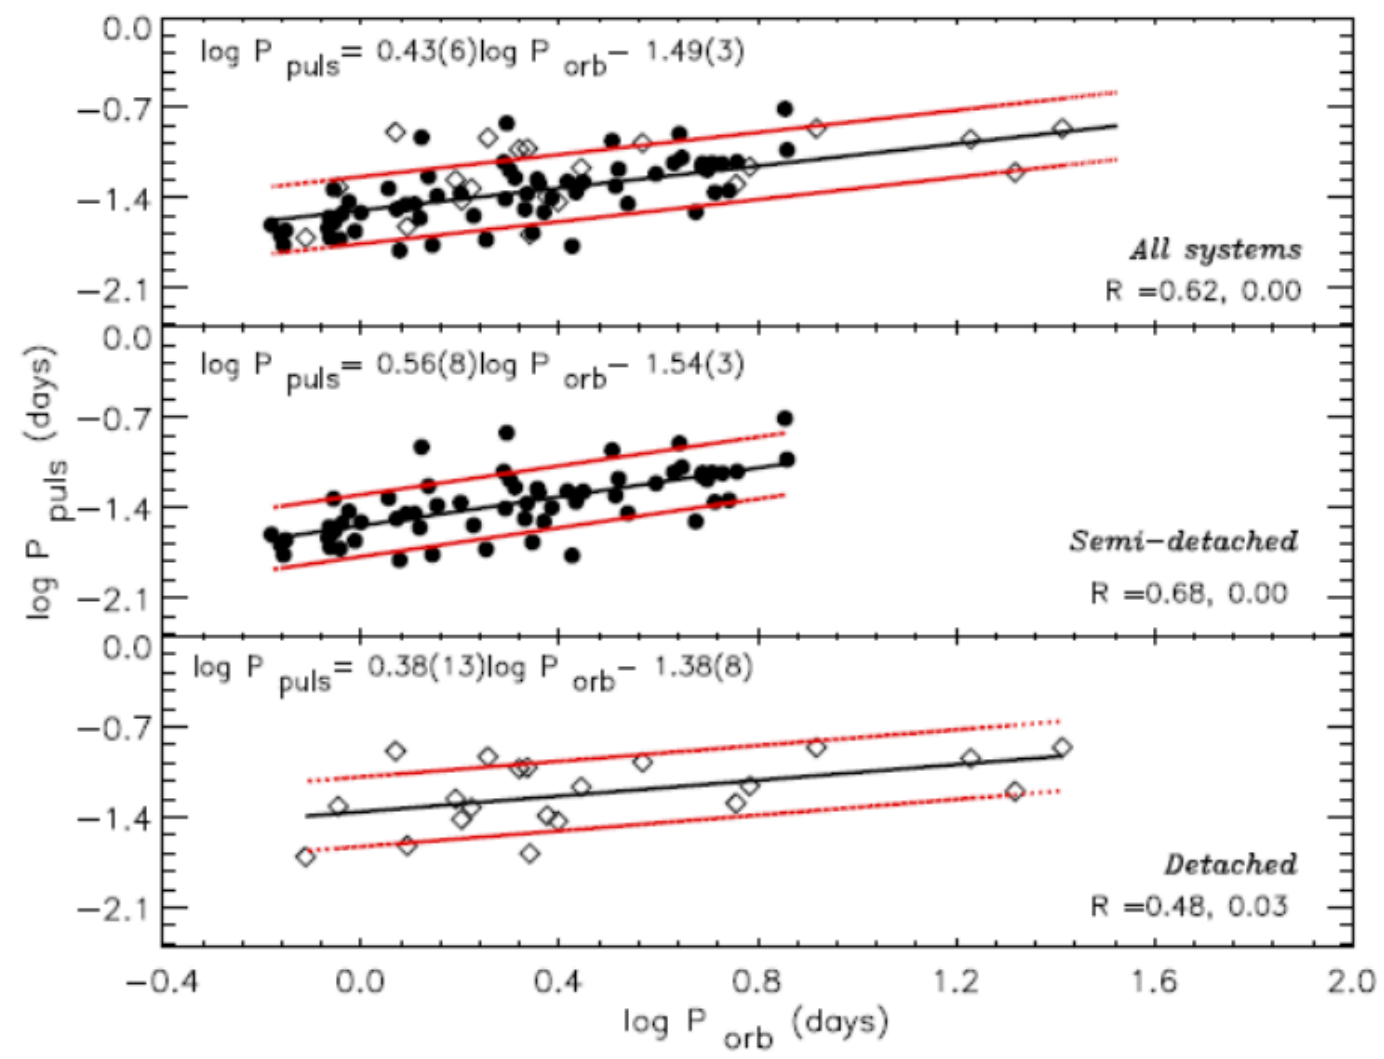 0.0
log P puls= 0.43(6)log P orb− 1.49(3)
−0.7
−1.4
All systems
−2.1
R =0.62, 0.00
0.0
log P puls= 0.56(8)log P orb− 1.54(3)
−0.7
−1.4
Semi-detached
−2.1
R =0.68, 0.00
0.0
log P puls= 0.38(13)log P orb− 1.38(8)
−0.7
−1.4
Detached
−2.1
R =0.48, 0.03
log P puls (days)
−0.4 0.0 0.4 0.8 1.2 1.6 2.0
log P orb (days)